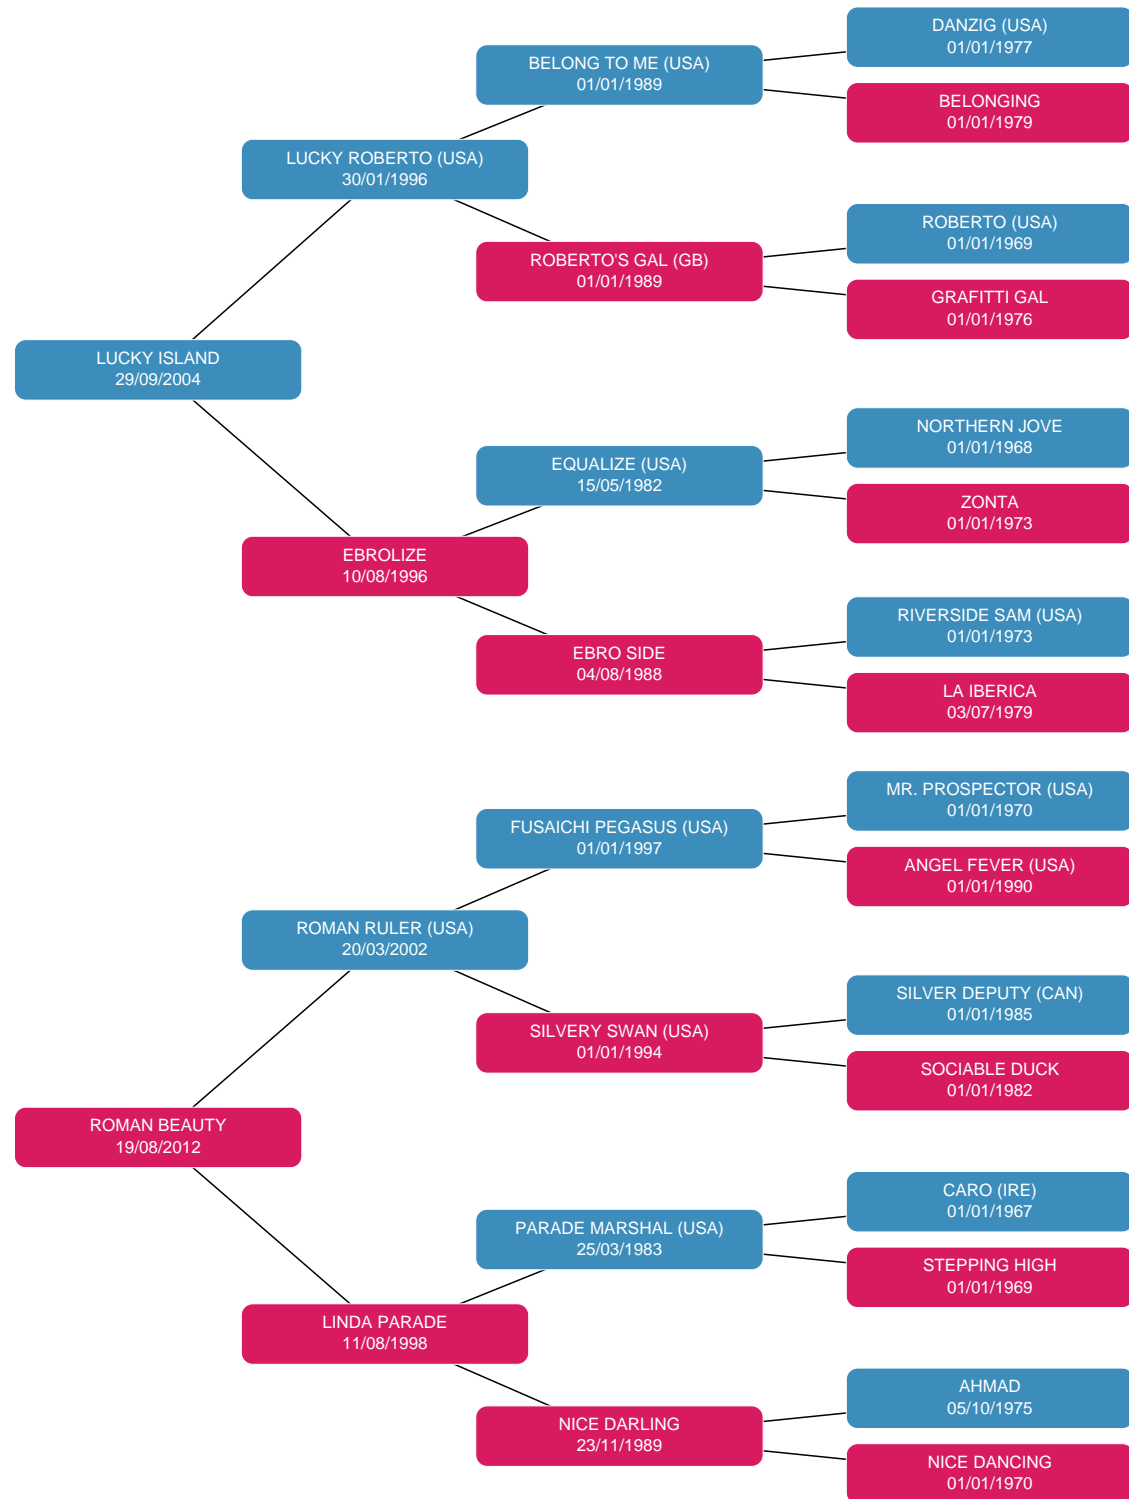 DANZIG (USA)
01/01/1977
BELONG TO ME (USA)
01/01/1989
BELONGING
01/01/1979
LUCKY ROBERTO (USA)
30/01/1996
ROBERTO (USA)
01/01/1969
ROBERTO'S GAL (GB)
01/01/1989
GRAFITTI GAL
01/01/1976
LUCKY ISLAND
29/09/2004
NORTHERN JOVE
01/01/1968
EQUALIZE (USA)
15/05/1982
ZONTA
01/01/1973
EBROLIZE
10/08/1996
RIVERSIDE SAM (USA)
01/01/1973
EBRO SIDE
04/08/1988
LA IBERICA
03/07/1979
MR. PROSPECTOR (USA)
01/01/1970
FUSAICHI PEGASUS (USA)
01/01/1997
ANGEL FEVER (USA)
01/01/1990
ROMAN RULER (USA)
20/03/2002
SILVER DEPUTY (CAN)
01/01/1985
SILVERY SWAN (USA)
01/01/1994
SOCIABLE DUCK
01/01/1982
ROMAN BEAUTY
19/08/2012
CARO (IRE)
01/01/1967
PARADE MARSHAL (USA)
25/03/1983
STEPPING HIGH
01/01/1969
LINDA PARADE
11/08/1998
AHMAD
05/10/1975
NICE DARLING
23/11/1989
NICE DANCING
01/01/1970